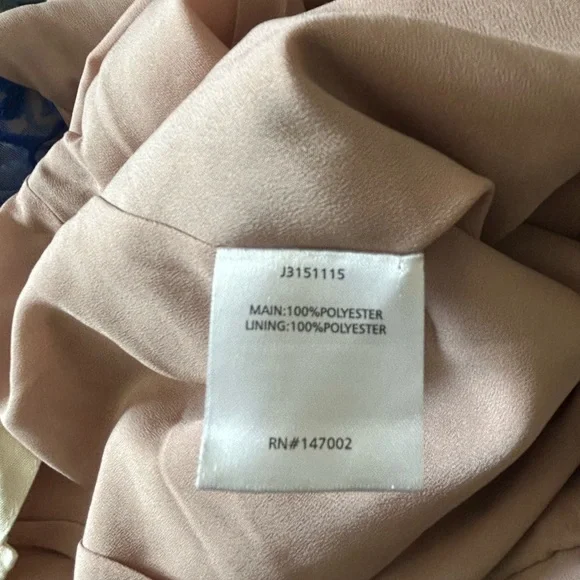 J3151115
MAIN:100%POLYESTER
LINING:100%POLYESTER
RN#147002